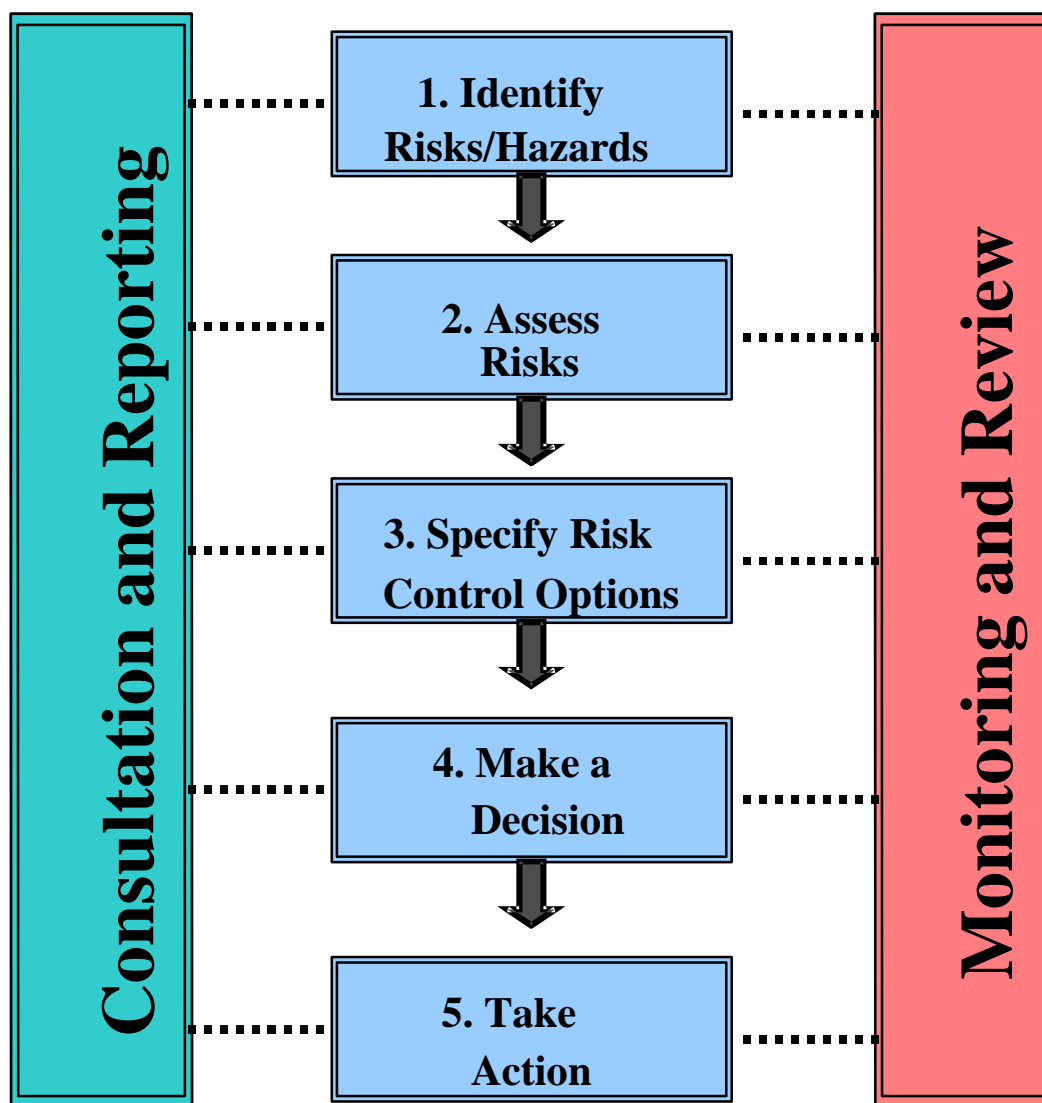 Consultation and Reporting
1. Identify
Risks/Hazards
2. Assess
Risks
3. Specify Risk
Control Options
4. Make a
Decision
5. Take
Action
Monitoring and Review